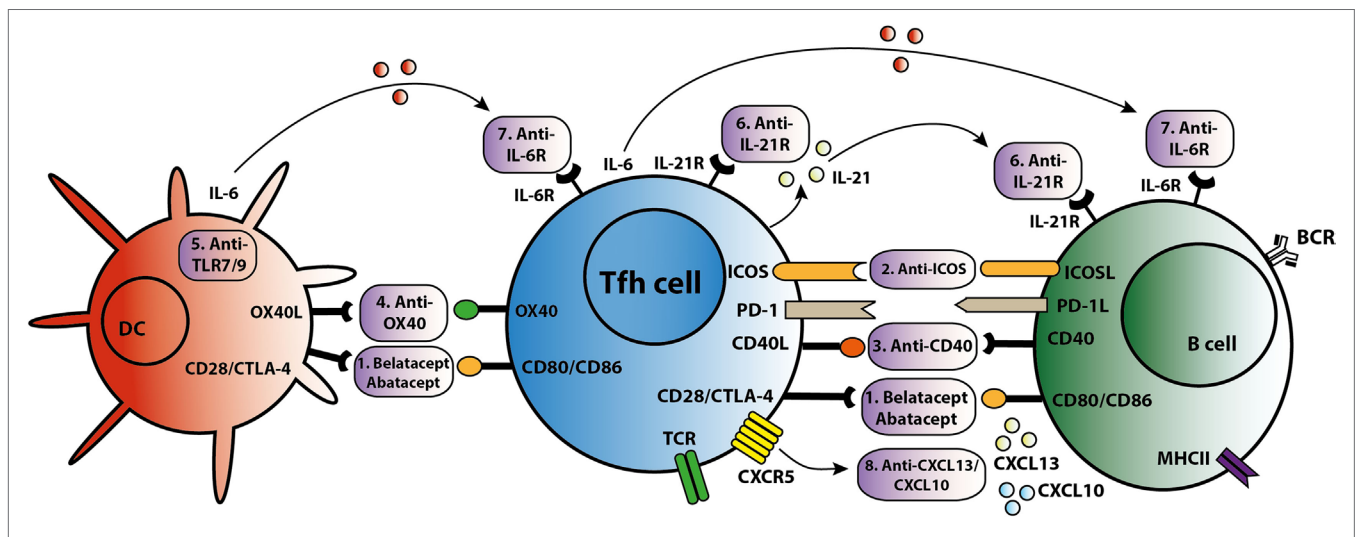 7. Anti-
IL-6R
IL-6
IL-6R
IL-6
IL-21R
6. Anti-
IL-21R
IL-21
6. Anti-
IL-21R
IL-21R
7. Anti-
IL-6R
IL-6R
BCR
5. Anti-
TLR7/9
DC
OX40L
CD28/CTLA-4
4. Anti-
OX40
1. Belatacept
Abatacept
Tfh cell
OX40
CD80/CD86
ICOS
PD-1
CD40L
CD28/CTLA-4
TCR
CXCR5
2. Anti-ICOS
3. Anti-CD40
1. Belatacept
Abatacept
8. Anti-CXCL13/
CXCL10
CXCL13
CXCL10
ICOSL
PD-1L
CD40
CD80/CD86
B cell
MHCII